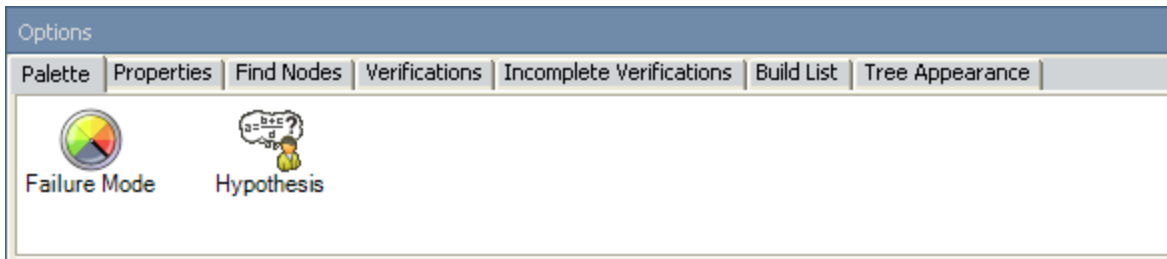 Options
Palette Properties Find Nodes Verifications Incomplete Verifications Build List Tree Appearance
a=b+c/d ?
Failure Mode Hypothesis